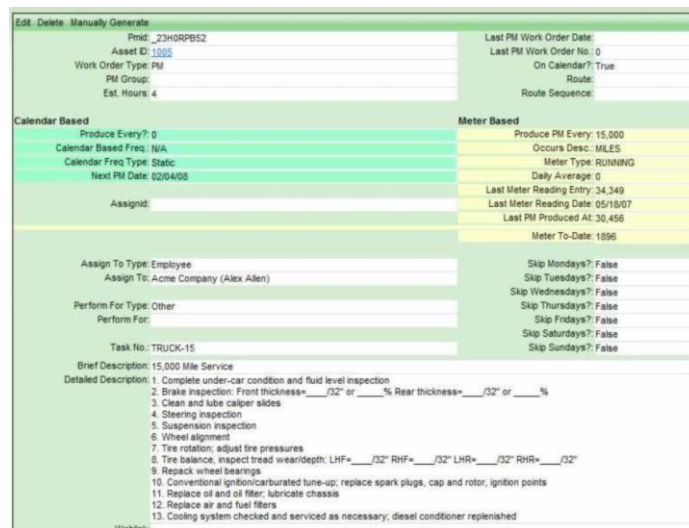 Edit Delete Manually Generate
Pmid: _23H0RPB52
Last PM Work Order Date:
Asset ID: 1005
Last PM Work Order No.: 0
Work Order Type: PM
On Calendar?: True
PM Group:
Route:
Est. Hours: 4
Route Sequence:
Calendar Based
Meter Based
Produce Every?: 0
Produce PM Every: 15,000
Calendar Based Freq.: N/A
Occurs Desc.: MILES
Calendar Freq Type: Static
Meter Type: RUNNING
Next PM Date: 02/04/08
Daily Average: 0
Last Meter Reading Entry: 34,349
Assignid:
Last Meter Reading Date: 05/18/07
Last PM Produced At: 30,456
Meter To-Date: 1896
Assign To Type: Employee
Skip Mondays?: False
Assign To: Acme Company (Alex Allen)
Skip Tuesdays?: False
Skip Wednesdays?: False
Perform For Type: Other
Skip Thursdays?: False
Perform For:
Skip Fridays?: False
Skip Saturdays?: False
Task No.: TRUCK-15
Skip Sundays?: False
Brief Description: 15,000 Mile Service
Detailed Description: 1. Complete under-car condition and fluid level inspection
2. Brake inspection: Front thickness=____/32" or _____% Rear thickness=____/32" or _____%
3. Clean and lube caliper slides
4. Steering inspection
5. Suspension inspection
6. Wheel alignment
7. Tire rotation; adjust tire pressures
8. Tire balance, inspect tread wear/depth: LHF=____/32" RHF=____/32" LHR=____/32" RHR=____/32"
9. Repack wheel bearings
10. Conventional ignition/carburated tune-up; replace spark plugs, cap and rotor, ignition points
11. Replace oil and oil filter; lubricate chassis
12. Replace air and fuel filters
13. Cooling system checked and serviced as necessary; diesel conditioner replenished